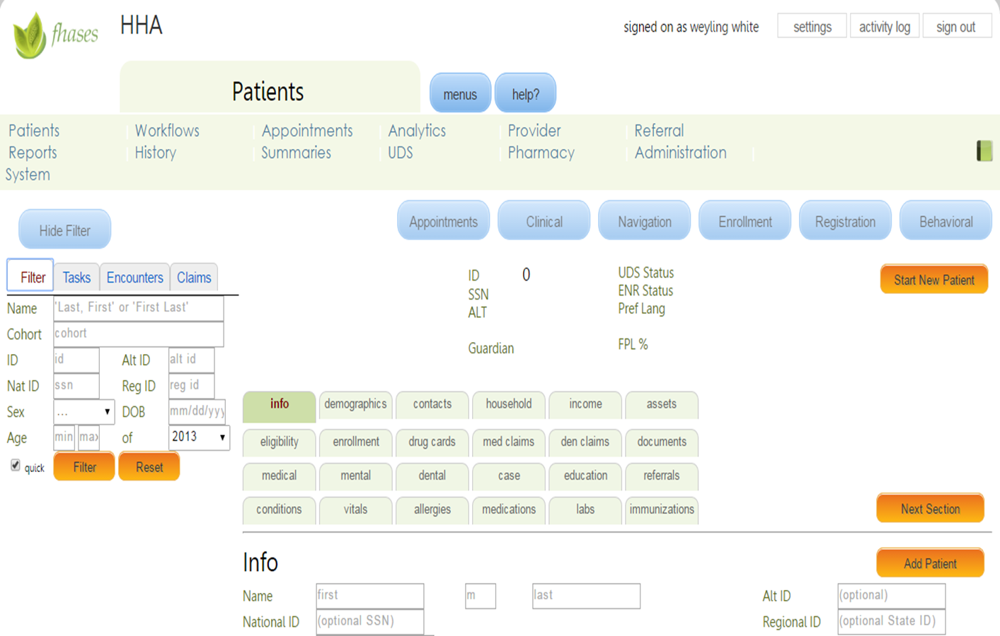 fhases
HHA
signed on as weyling white
settings
activity log
sign out
Patients
menus
help?
Patients
Workflows
Appointments
Analytics
Provider
Referral
Reports
History
Summaries
UDS
Pharmacy
Administration
System
Hide Filter
Appointments
Clinical
Navigation
Enrollment
Registration
Behavioral
Filter
Tasks
Encounters
Claims
Name 'Last, First' or 'First Last'
Cohort cohort
ID id Alt ID alt id
Nat ID ssn Reg ID reg id
Sex ... DOB mm/dd/yyy
Age min max of 2013
quick
Filter
Reset
ID 0
SSN
ALT
Guardian
UDS Status
ENR Status
Pref Lang
FPL %
Start New Patient
info
demographics
contacts
household
income
assets
eligibility
enrollment
drug cards
med claims
den claims
documents
medical
mental
dental
case
education
referrals
conditions
vitals
allergies
medications
labs
immunizations
Next Section
Info
Add Patient
Name first m last Alt ID (optional)
National ID (optional SSN) Regional ID (optional State ID)